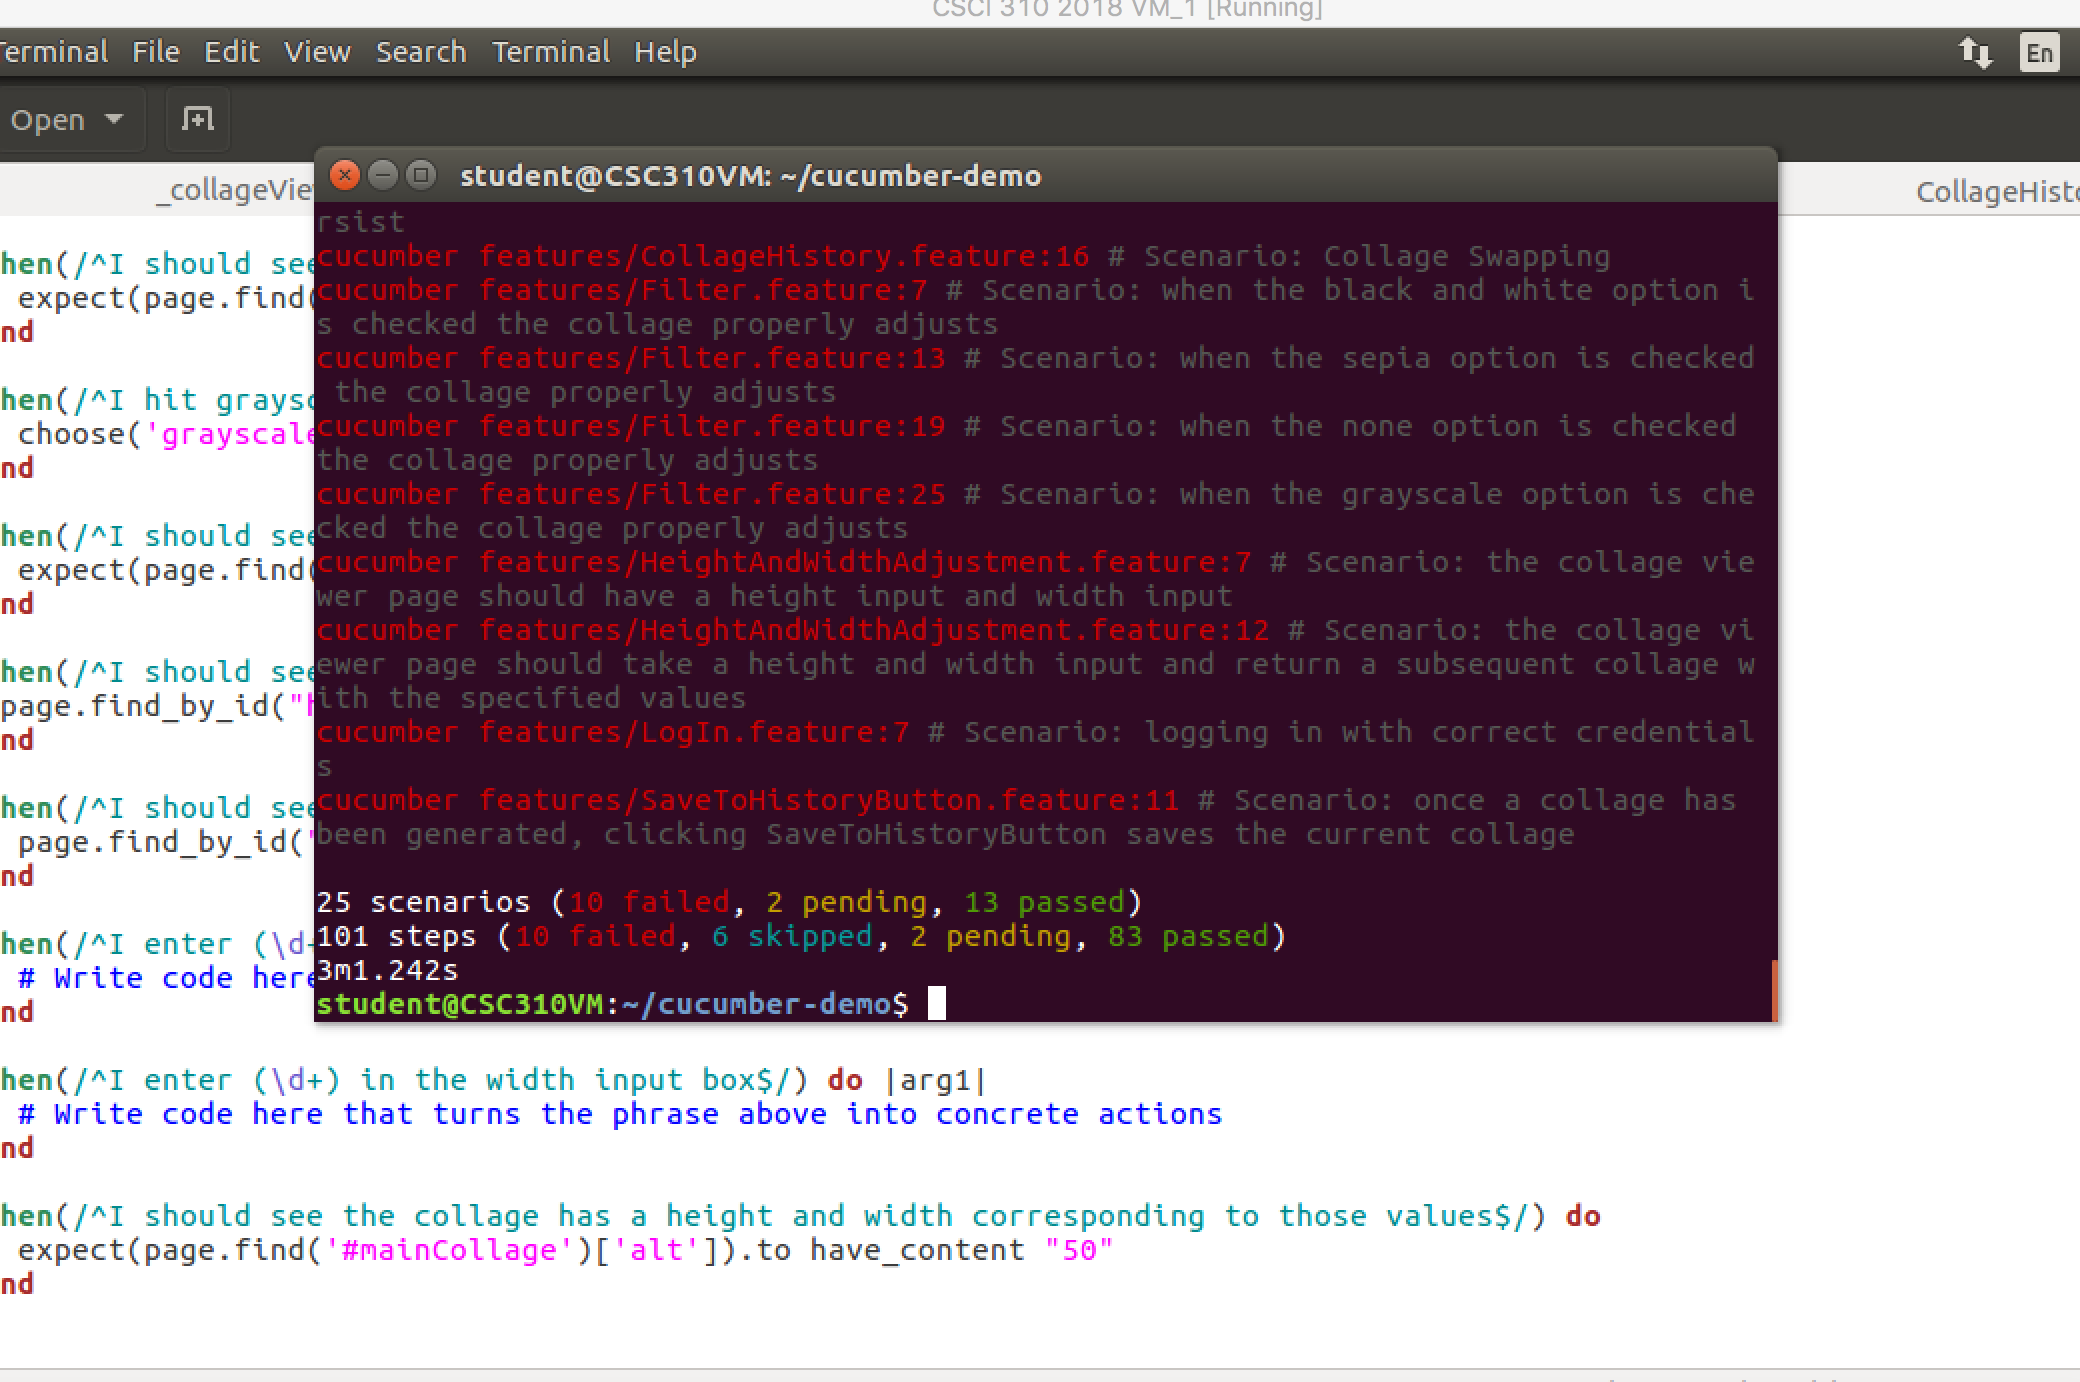 CSCI 310 2018 VM_1 [Running]
Terminal File Edit View Search Terminal Help
En
Open
_collageVie
student@CSC310VM: ~/cucumber-demo
CollageHisto
rsist
cucumber features/CollageHistory.feature:16 # Scenario: Collage Swapping
cucumber features/Filter.feature:7 # Scenario: when the black and white option i
s checked the collage properly adjusts
cucumber features/Filter.feature:13 # Scenario: when the sepia option is checked
the collage properly adjusts
cucumber features/Filter.feature:19 # Scenario: when the none option is checked
the collage properly adjusts
cucumber features/Filter.feature:25 # Scenario: when the grayscale option is che
cked the collage properly adjusts
cucumber features/HeightAndWidthAdjustment.feature:7 # Scenario: the collage vie
wer page should have a height input and width input
cucumber features/HeightAndWidthAdjustment.feature:12 # Scenario: the collage vi
ewer page should take a height and width input and return a subsequent collage w
ith the specified values
cucumber features/LogIn.feature:7 # Scenario: logging in with correct credential
s
cucumber features/SaveToHistoryButton.feature:11 # Scenario: once a collage has
been generated, clicking SaveToHistoryButton saves the current collage
25 scenarios (10 failed, 2 pending, 13 passed)
101 steps (10 failed, 6 skipped, 2 pending, 83 passed)
3m1.242s
student@CSC310VM:~/cucumber-demo$
hen(/^I should see
expect(page.find(
nd
hen(/^I hit graysc
choose('grayscale
nd
hen(/^I should see
expect(page.find(
nd
hen(/^I should see
page.find_by_id("h
nd
hen(/^I should see
page.find_by_id('
nd
hen(/^I enter (\d+
# Write code here
nd
hen(/^I enter (\d+) in the width input box$/) do |arg1|
# Write code here that turns the phrase above into concrete actions
nd
hen(/^I should see the collage has a height and width corresponding to those values$/) do
expect(page.find('#mainCollage')['alt']).to have_content "50"
nd